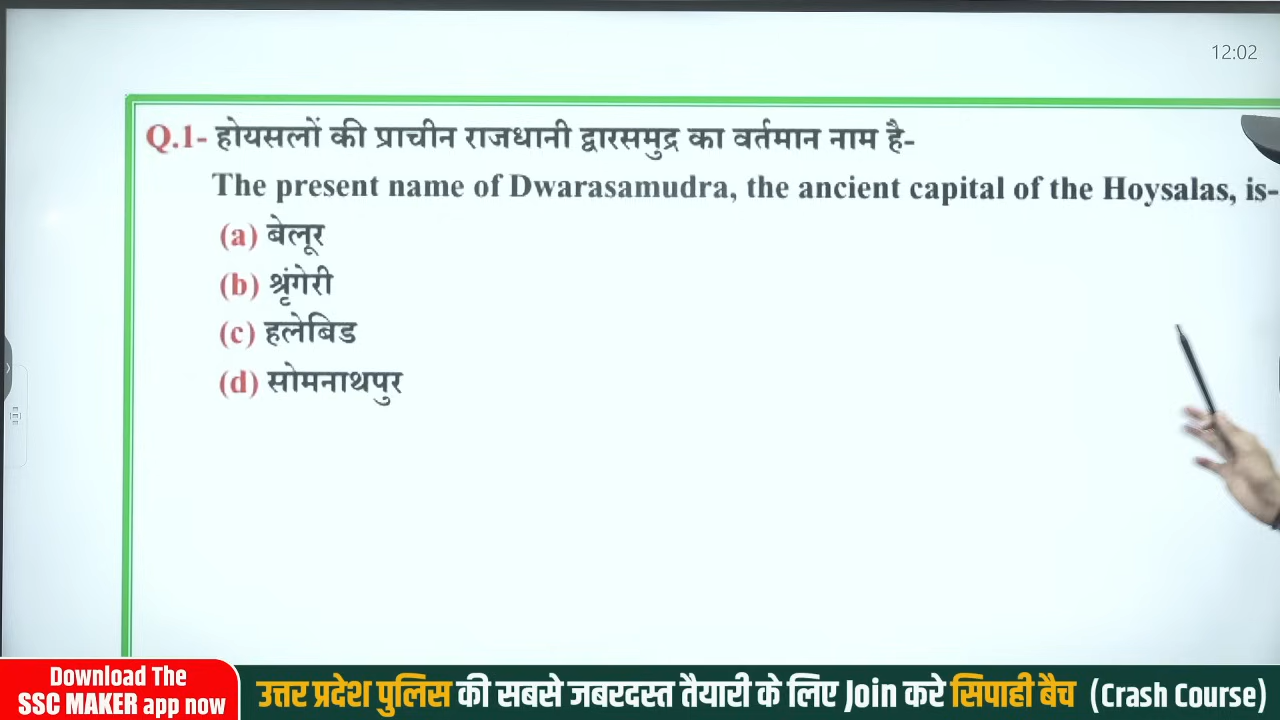 12:02
Q.1- होयसलों की प्राचीन राजधानी द्वारसमुद्र का वर्तमान नाम है-
The present name of Dwarasamudra, the ancient capital of the Hoysalas, is-
(a) बेलूर
(b) श्रृंगेरी
(c) हलेबिड
(d) सोमनाथपुर
Download The
SSC MAKER app now
उत्तर प्रदेश पुलिस की सबसे जबरदस्त तैयारी के लिए Join करे सिपाही बैच (Crash Course)